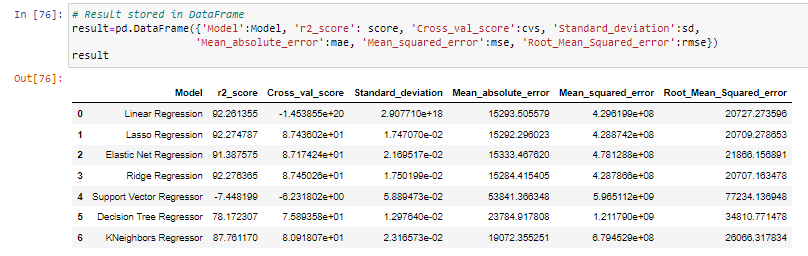 In [76]: # Result stored in DataFrame
result=pd.DataFrame({'Model':Model, 'r2_score': score, 'Cross_val_score':cvs, 'Standard_deviation':sd,
'Mean_absolute_error':mae, 'Mean_squared_error':mse, 'Root_Mean_Squared_error':rmse})
result
Out[76]:
Model r2_score Cross_val_score Standard_deviation Mean_absolute_error Mean_squared_error Root_Mean_Squared_error
0 Linear Regression 92.261355 -1.453855e+20 2.907710e+18 15293.505579 4.296199e+08 20727.273596
1 Lasso Regression 92.274787 8.743602e+01 1.747070e-02 15292.296023 4.288742e+08 20709.278653
2 Elastic Net Regression 91.387575 8.717424e+01 2.169517e-02 15333.467620 4.781288e+08 21866.156891
3 Ridge Regression 92.276365 8.745026e+01 1.750199e-02 15284.415405 4.287866e+08 20707.163478
4 Support Vector Regressor -7.448199 -6.231802e+00 5.889473e-02 53841.366348 5.965112e+09 77234.136948
5 Decision Tree Regressor 78.172307 7.589358e+01 1.297640e-02 23784.917808 1.211790e+09 34810.771478
6 KNeighbors Regressor 87.761170 8.091807e+01 2.316573e-02 19072.355251 6.794529e+08 26066.317834